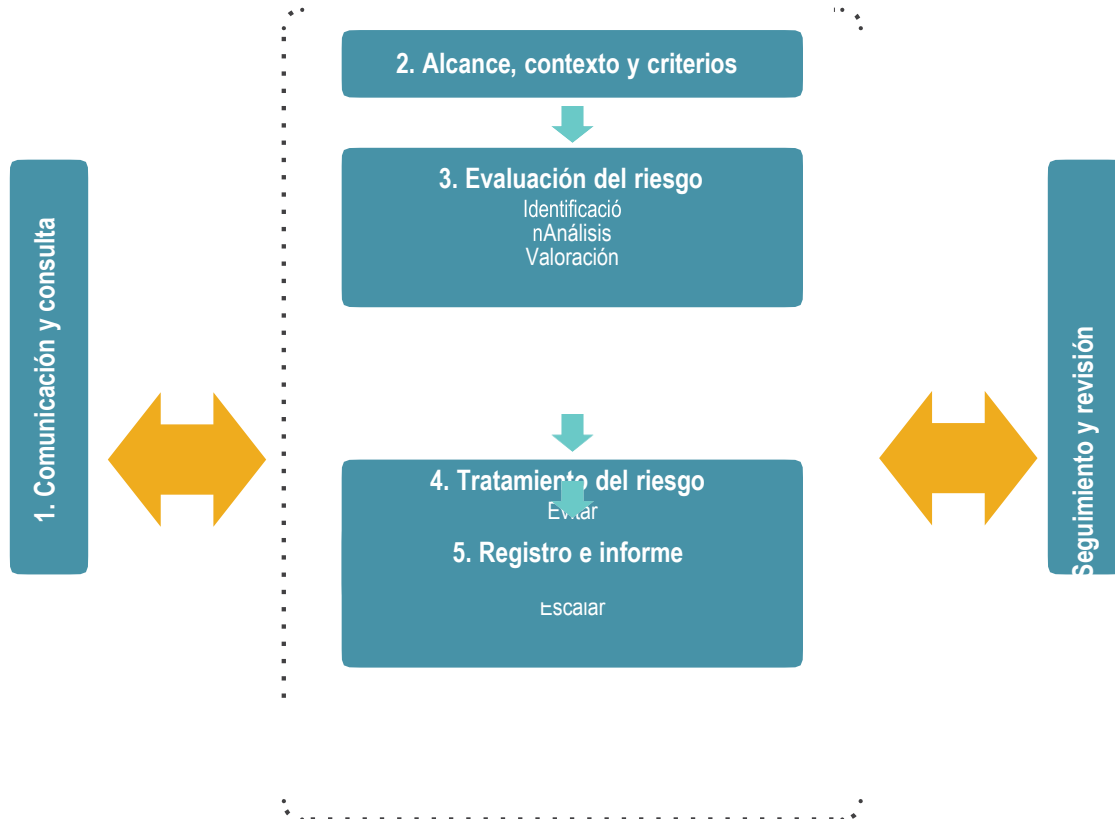 2. Alcance, contexto y criterios
3. Evaluación del riesgo
Identificació
nAnálisis
Valoración
1. Comunicación y consulta
4. Tratamiento del riesgo
Evitar
5. Registro e informe
Escalar
Seguimiento y revisión